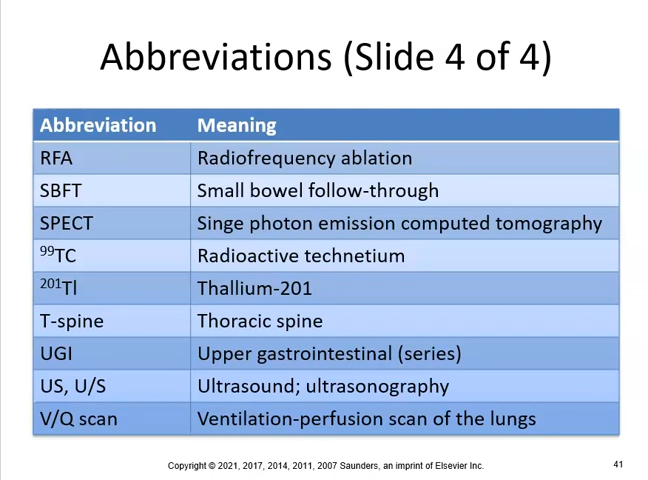 Abbreviations (Slide 4 of 4)
Abbreviation Meaning
RFA Radiofrequency ablation
SBFT Small bowel follow-through
SPECT Singe photon emission computed tomography
⁹⁹TC Radioactive technetium
²⁰¹Tl Thallium-201
T-spine Thoracic spine
UGI Upper gastrointestinal (series)
US, U/S Ultrasound; ultrasonography
V/Q scan Ventilation-perfusion scan of the lungs
Copyright © 2021, 2017, 2014, 2011, 2007 Saunders, an imprint of Elsevier Inc. 41